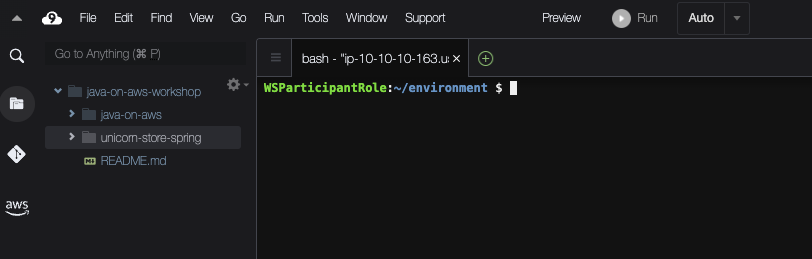 9 File Edit Find View Go Run Tools Window Support Preview Run Auto
Go to Anything (⌘ P)
bash - "ip-10-10-10-163.u
java-on-aws-workshop
WSParticipantRole:~/environment $
java-on-aws
unicorn-store-spring
README.md
aws